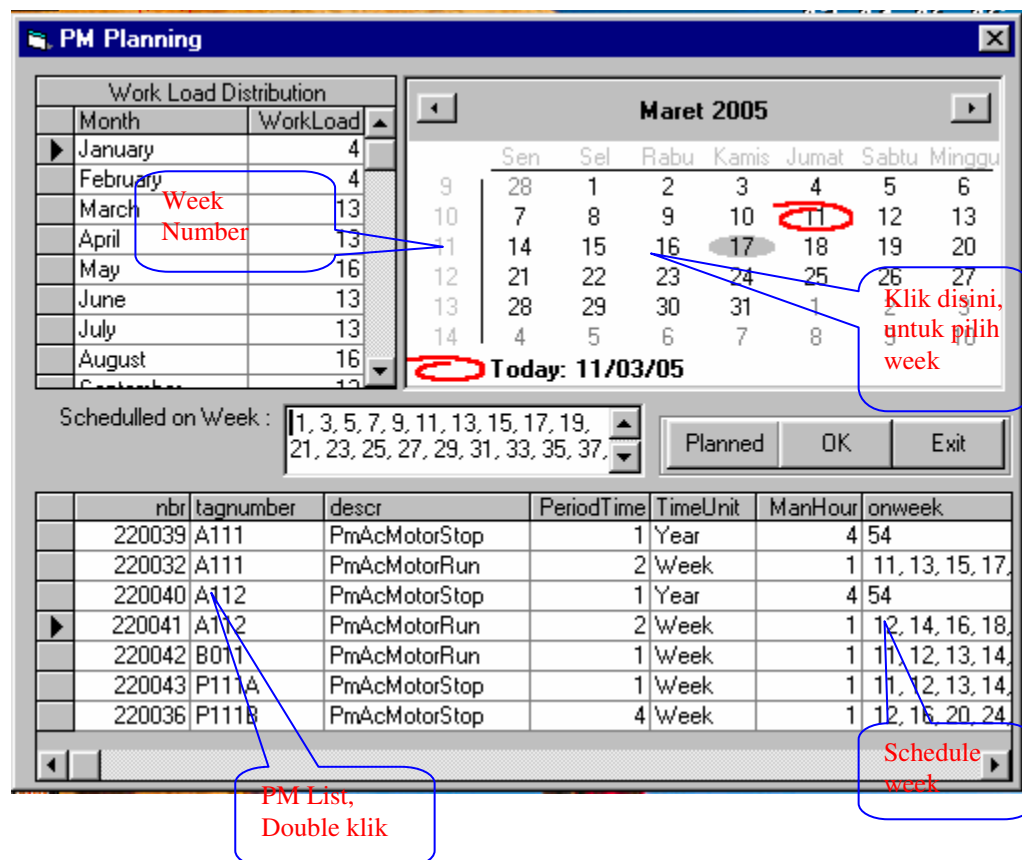 PM Planning
Work Load Distribution
Month WorkLoad
January 4
February 4
March 13
April 13
May 16
June 13
July 13
August 16
Week
Number
Maret 2005
Sen Sel Rabu Kamis Jumat Sabtu Minggu
9 28 1 2 3 4 5 6
10 7 8 9 10 11 12 13
11 14 15 16 17 18 19 20
12 21 22 23 24 25 26 27
13 28 29 30 31 1 2 3
14 4 5 6 7 8 9 10
Today: 11/03/05
Klik disini,
untuk pilih
week
Schedulled on Week :
1, 3, 5, 7, 9, 11, 13, 15, 17, 19,
21, 23, 25, 27, 29, 31, 33, 35, 37,
Planned OK Exit
nbr tagnumber descr PeriodTime TimeUnit ManHour onweek
220039 A111 PmAcMotorStop 1 Year 4 54
220032 A111 PmAcMotorRun 2 Week 1 11, 13, 15, 17,
220040 A112 PmAcMotorStop 1 Year 4 54
220041 A112 PmAcMotorRun 2 Week 1 12, 14, 16, 18,
220042 B011 PmAcMotorRun 1 Week 1 11, 12, 13, 14,
220043 P111A PmAcMotorStop 1 Week 1 11, 12, 13, 14,
220036 P111B PmAcMotorStop 4 Week 1 12, 16, 20, 24,
Schedule
week
PM List,
Double klik